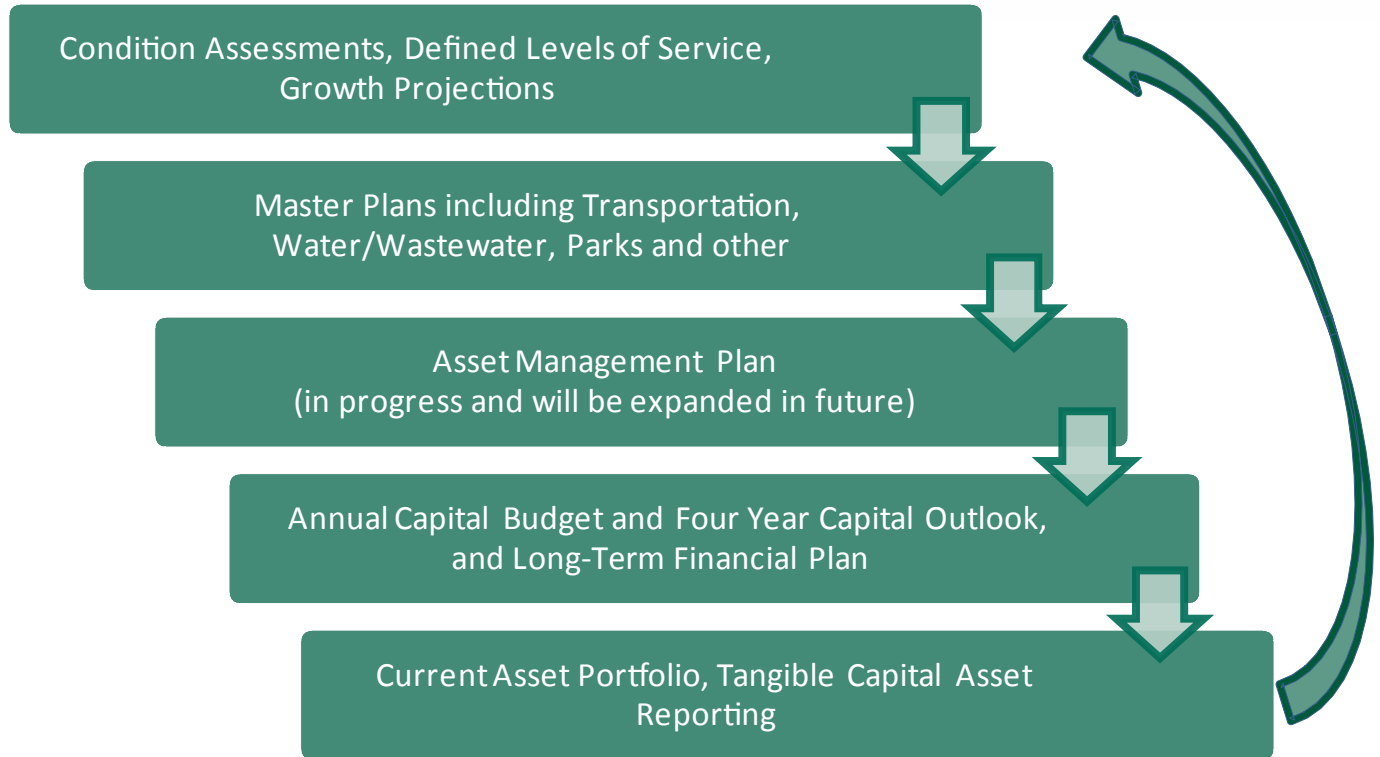 Condition Assessments, Defined Levels of Service,
Growth Projections
Master Plans including Transportation,
Water/Wastewater, Parks and other
Asset Management Plan
(in progress and will be expanded in future)
Annual Capital Budget and Four Year Capital Outlook,
and Long-Term Financial Plan
Current Asset Portfolio, Tangible Capital Asset
Reporting